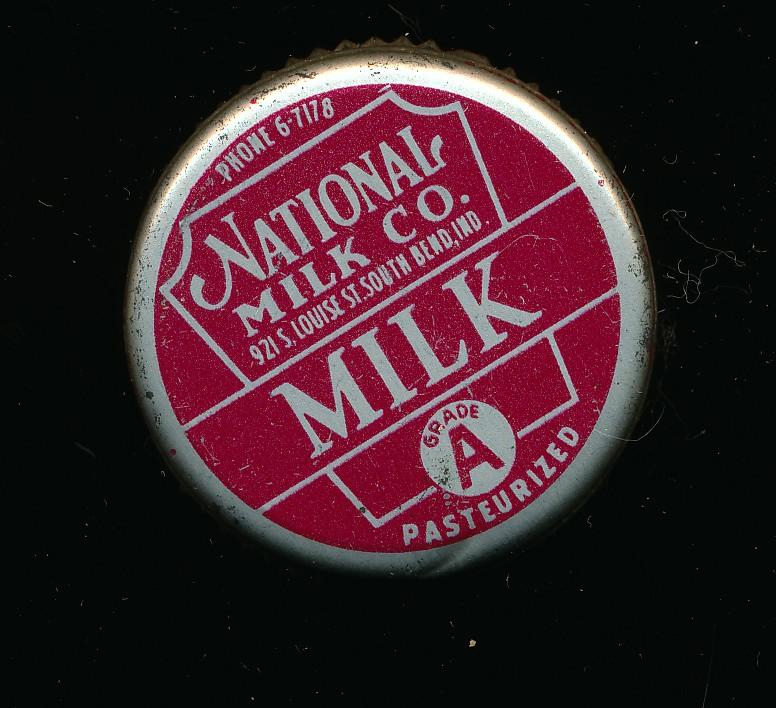 PHONE 6-7178
NATIONAL
MILK CO.
921 S. LOUISE ST. SOUTH BEND, IND.
MILK
GRADE
A
PASTEURIZED